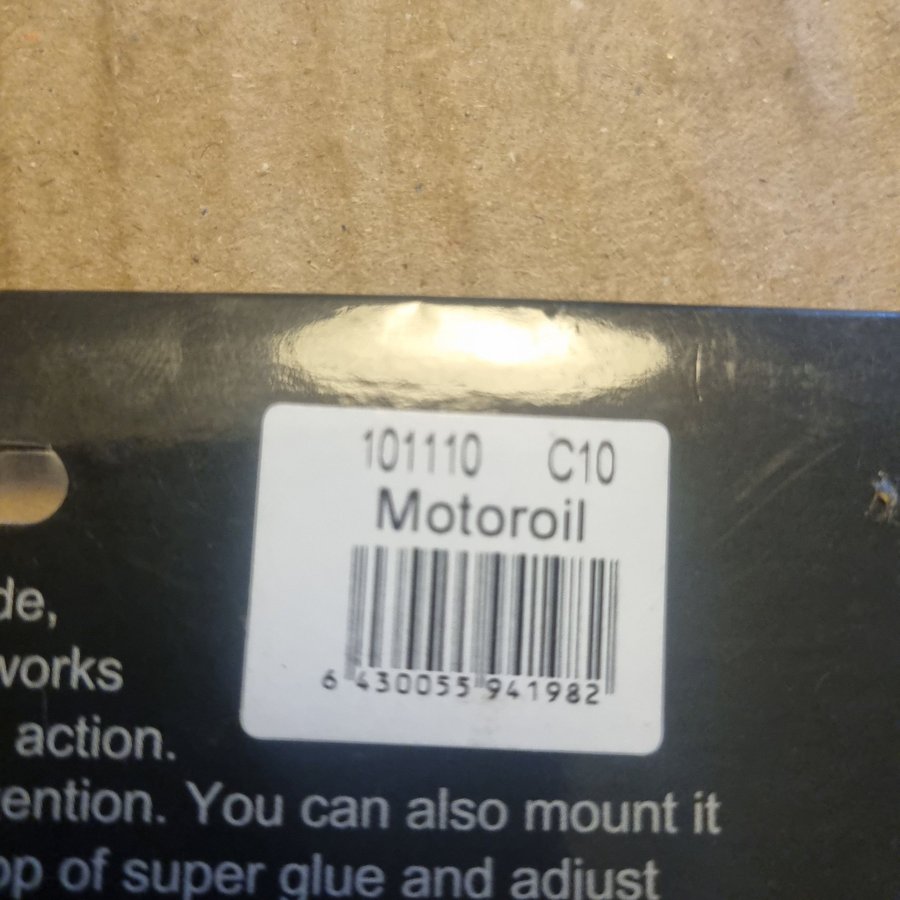 101110 C10
Motoroil
6 430055 941982
de,
works
action.
ention. You can also mount it
op of super glue and adjust